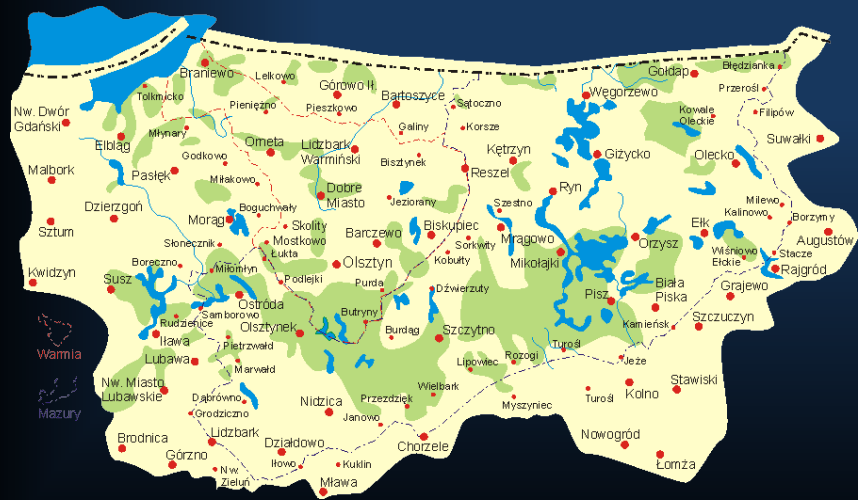 Braniewo
Lelkowo
Górowo Ił.
Bartoszyce
Gołdap
Błędzianka
Tolkmicko
Pieniężno
Pieszkowo
Sątoczno
Węgorzewo
Przerośl
Nw. Dwór
Gdański
Młynary
Galiny
Korsze
Kowale
Oleckie
Filipów
Elbląg
Orneta
Lidzbark
Warmiński
Kętrzyn
Giżycko
Suwałki
Godkowo
Bisztynek
Olecko
Malbork
Pasłęk
Miłakowo
Dobre
Miasto
Reszel
Ryn
Dzierzgoń
Boguchwały
Jeziorany
Szestno
Milewo
Kalinowo
Borzymy
Morąg
Skolity
Biskupiec
Mrągowo
Ełk
Augustów
Sztum
Słonecznik
Mostkowo
Barczewo
Sorkwity
Orzysz
Łukta
Kobułty
Mikołajki
Wiśniowo
Ełckie
Stacze
Boreczno
Miłomłyn
Olsztyn
Rajgród
Kwidzyn
Susz
Podlejki
Purda
Dźwierzuty
Pisz
Biała
Piska
Grajewo
Ostróda
Samborowo
Rudzienice
Olsztynek
Butryny
Burdąg
Szczytno
Kamieńsk
Szczuczyn
Iława
Pietrzwałd
Turośl
Warmia
Lubawa
Marwałd
Lipowiec
Rozogi
Jeże
Nw. Miasto
Lubawskie
Wielbark
Kolno
Stawiski
Mazury
Dąbrówno
Nidzica
Przeździęk
Myszyniec
Turośl
Grodziczno
Janowo
Brodnica
Lidzbark
Działdowo
Chorzele
Nowogród
Górzno
Nw.
Zieluń
Iłowo
Kuklin
Łomża
Mława